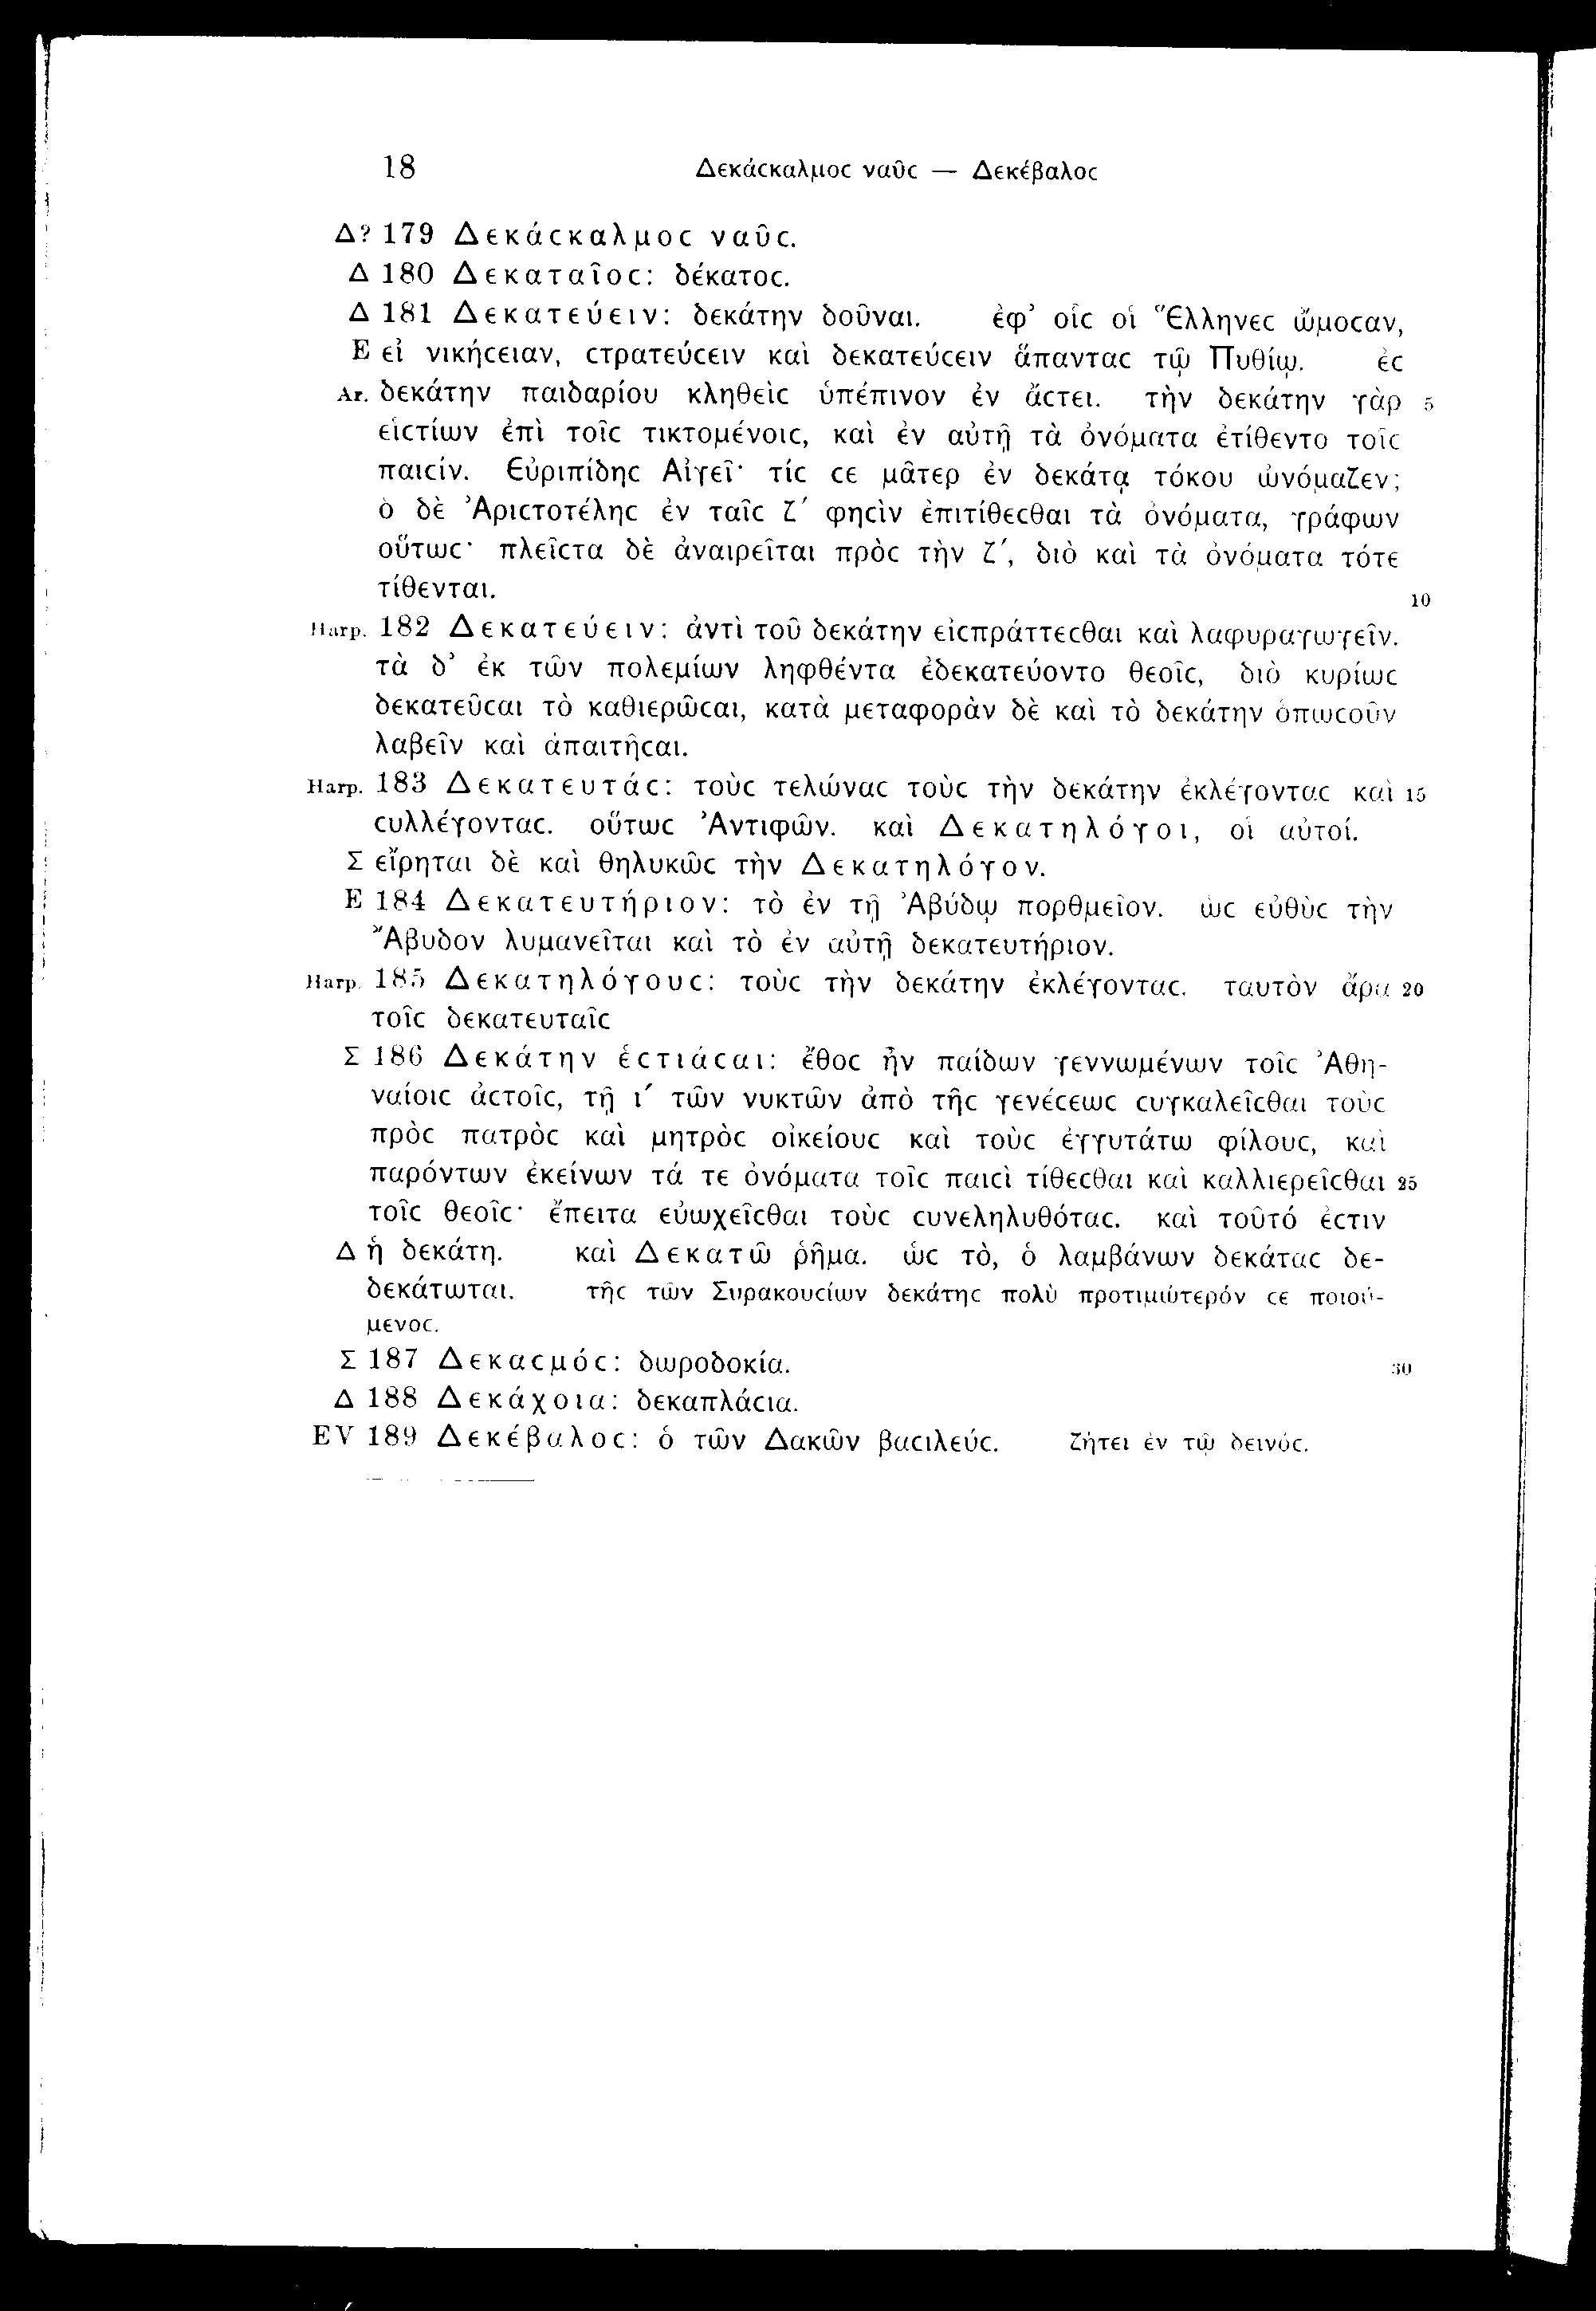 18 Δεκάϲκαλμοϲ ναῦϲ — Δεκέβαλοϲ
Δ? 179 Δεκάϲκαλμοϲ ναῦϲ.
Δ 180 Δεκαταῖοϲ: δέκατοϲ.
Δ 181 Δεκατεύειν: δεκάτην δοῦναι. ἐφ’ οἷϲ οἱ Ἕλληνεϲ ὤμοϲαν,
E εἰ νικήϲειαν, ϲτρατεύϲειν καὶ δεκατεύϲειν ἅπανταϲ τῷ Πυθίῳ. ἐϲ
Ar. δεκάτην παιδαρίου κληθεὶϲ ὑπέπινον ἐν ἄϲτει. τὴν δεκάτην γὰρ 5
εἱϲτίων ἐπὶ τοῖϲ τικτομένοιϲ, καὶ ἐν αὐτῇ τὰ ὀνόματα ἐτίθεντο τοῖϲ
παιϲίν. Εὐριπίδηϲ Αἰγεῖ· τίϲ ϲε μᾶτερ ἐν δεκάτᾳ τόκου ὠνόμαζεν;
ὁ δὲ Ἀριϲτοτέληϲ ἐν ταῖϲ ζ΄ φηϲὶν ἐπιτίθεϲθαι τὰ ὀνόματα, γράφων
οὕτωϲ· πλεῖϲτα δὲ ἀναιρεῖται πρὸϲ τὴν ζ΄, διὸ καὶ τὰ ὀνόματα τότε
τίθενται. 10
Harp. 182 Δεκατεύειν: ἀντὶ τοῦ δεκάτην εἰϲπράττεϲθαι καὶ λαφυραγωγεῖν.
τὰ δ’ ἐκ τῶν πολεμίων ληφθέντα ἐδεκατεύοντο θεοῖϲ, διὸ κυρίωϲ
δεκατεῦϲαι τὸ καθιερῶϲαι, κατὰ μεταφορὰν δὲ καὶ τὸ δεκάτην ὁπωϲοῦν
λαβεῖν καὶ ἀπαιτῆϲαι.
Harp. 183 Δεκατευτάϲ: τοὺϲ τελώναϲ τοὺϲ τὴν δεκάτην ἐκλέγονταϲ καὶ 15
ϲυλλέγονταϲ. οὕτωϲ Ἀντιφῶν. καὶ Δεκατηλόγοι, οἱ αὐτοί.
Σ εἴρηται δὲ καὶ θηλυκῶϲ τὴν Δεκατηλόγον.
E 184 Δεκατευτήριον: τὸ ἐν τῇ Ἀβύδῳ πορθμεῖον. ὡϲ εὐθὺϲ τὴν
Ἄβυδον λυμανεῖται καὶ τὸ ἐν αὐτῇ δεκατευτήριον.
Harp. 185 Δεκατηλόγουϲ: τοὺϲ τὴν δεκάτην ἐκλέγονταϲ. ταυτὸν ἄρα 20
τοῖϲ δεκατευταῖϲ
Σ 186 Δεκάτην ἑϲτιάϲαι: ἔθοϲ ἦν παίδων γεννωμένων τοῖϲ Ἀθη-
ναίοιϲ ἀϲτοῖϲ, τῇ ι΄ τῶν νυκτῶν ἀπὸ τῆϲ γενέϲεωϲ ϲυγκαλεῖϲθαι τοὺϲ
πρὸϲ πατρὸϲ καὶ μητρὸϲ οἰκείουϲ καὶ τοὺϲ ἐγγυτάτω φίλουϲ, καὶ
παρόντων ἐκείνων τά τε ὀνόματα τοῖϲ παιϲὶ τίθεϲθαι καὶ καλλιερεῖϲθαι 25
τοῖϲ θεοῖϲ· ἔπειτα εὐωχεῖϲθαι τοὺϲ ϲυνεληλυθόταϲ. καὶ τοῦτό ἐϲτιν
Δ ἡ δεκάτη. καὶ Δεκατῶ ῥῆμα. ὡϲ τὸ, ὁ λαμβάνων δεκάταϲ δε-
δεκάτωται. τῆϲ τῶν Συρακουϲίων δεκάτηϲ πολὺ προτιμιώτερόν ϲε ποιού-
μενοϲ.
Σ 187 Δεκαϲμόϲ: δωροδοκία. 30
Δ 188 Δεκάχοια: δεκαπλάϲια.
EV 189 Δεκέβαλοϲ: ὁ τῶν Δακῶν βαϲιλεύϲ. ζήτει ἐν τῷ δεινόϲ.